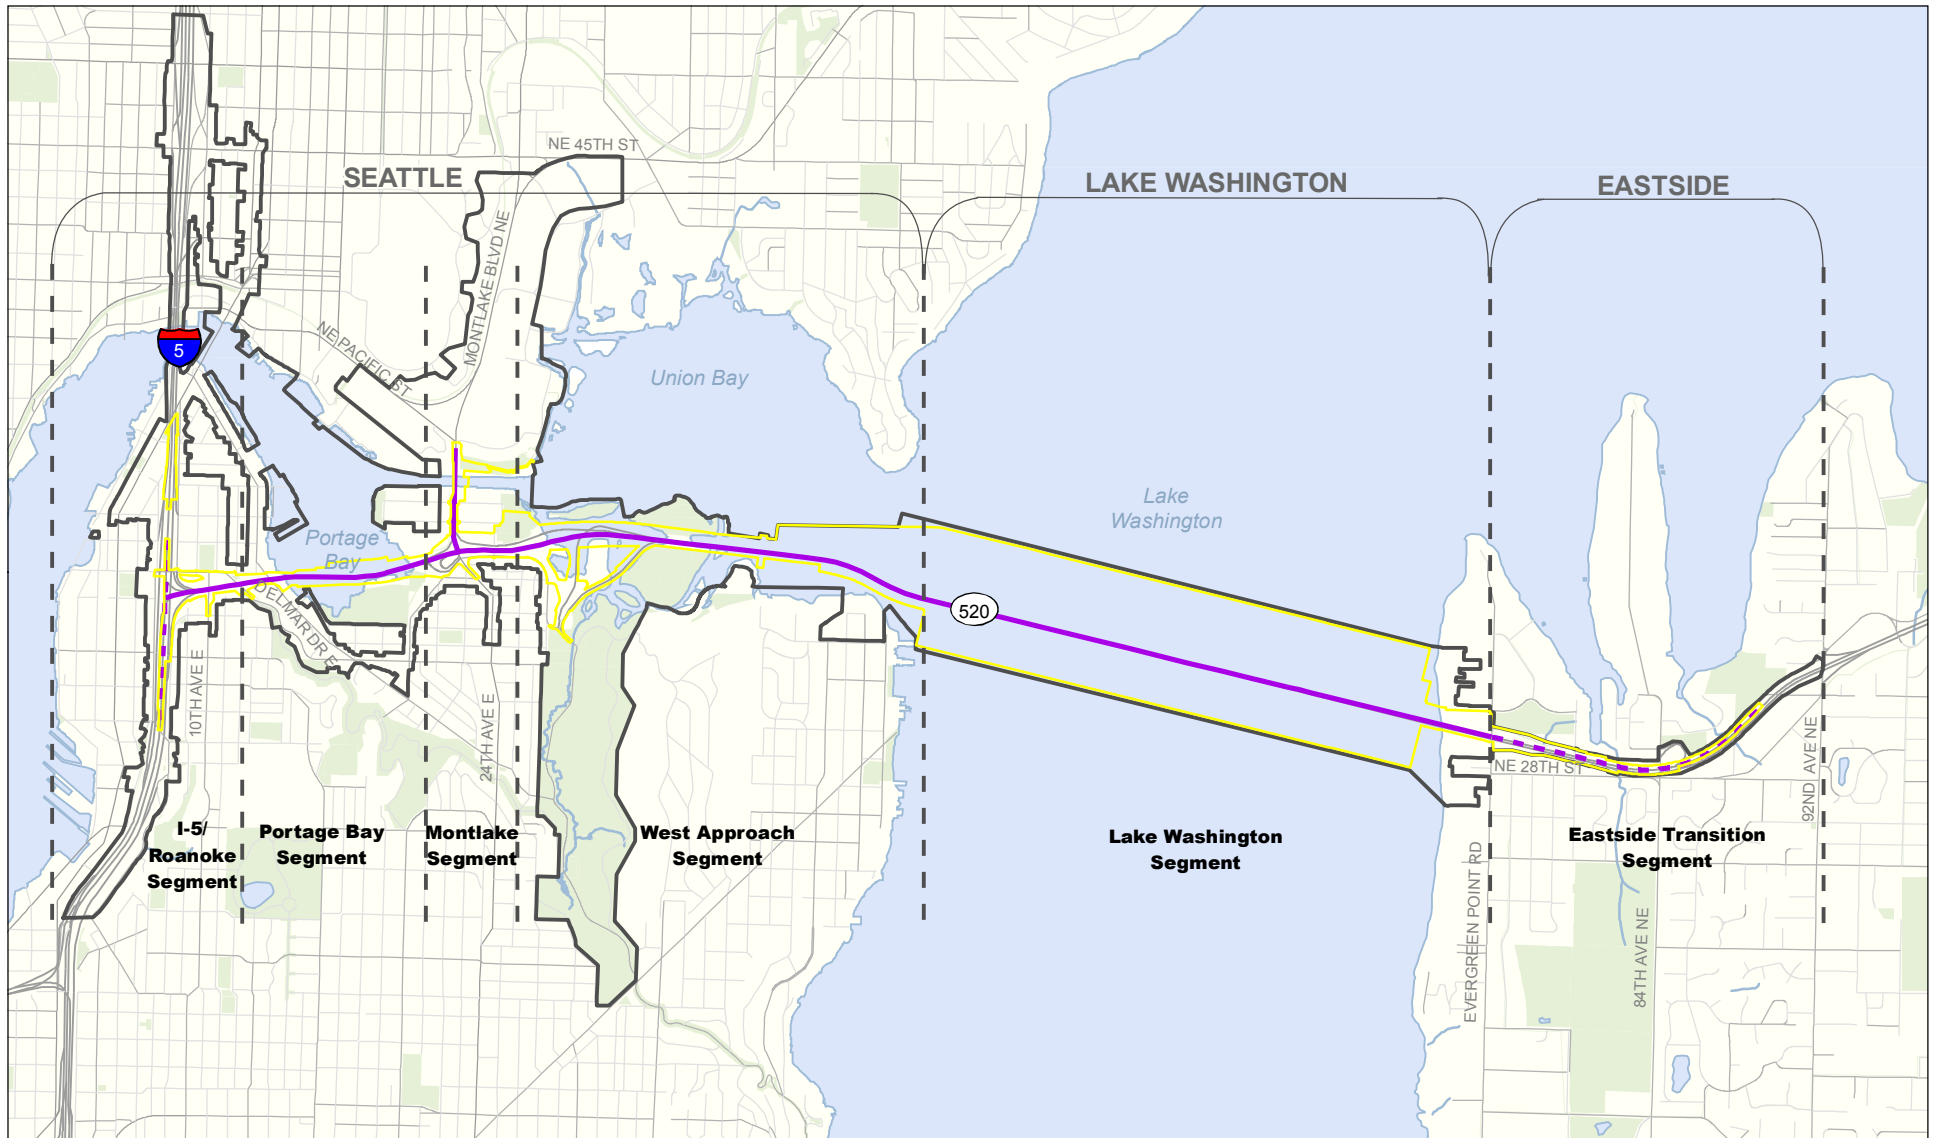 NE 45TH ST
SEATTLE
LAKE WASHINGTON
EASTSIDE
MONTLAKE BLVD NE
5
NE PACIFIC ST
Union Bay
Lake
Washington
Portage
Bay
520
DELMAR DR E
10TH AVE E
24TH AVE E
NE 28TH ST
92ND AVE NE
I-5/
Roanoke
Segment
Portage Bay
Segment
Montlake
Segment
West Approach
Segment
Lake Washington
Segment
Eastside Transition
Segment
EVERGREEN POINT RD
84TH AVE NE